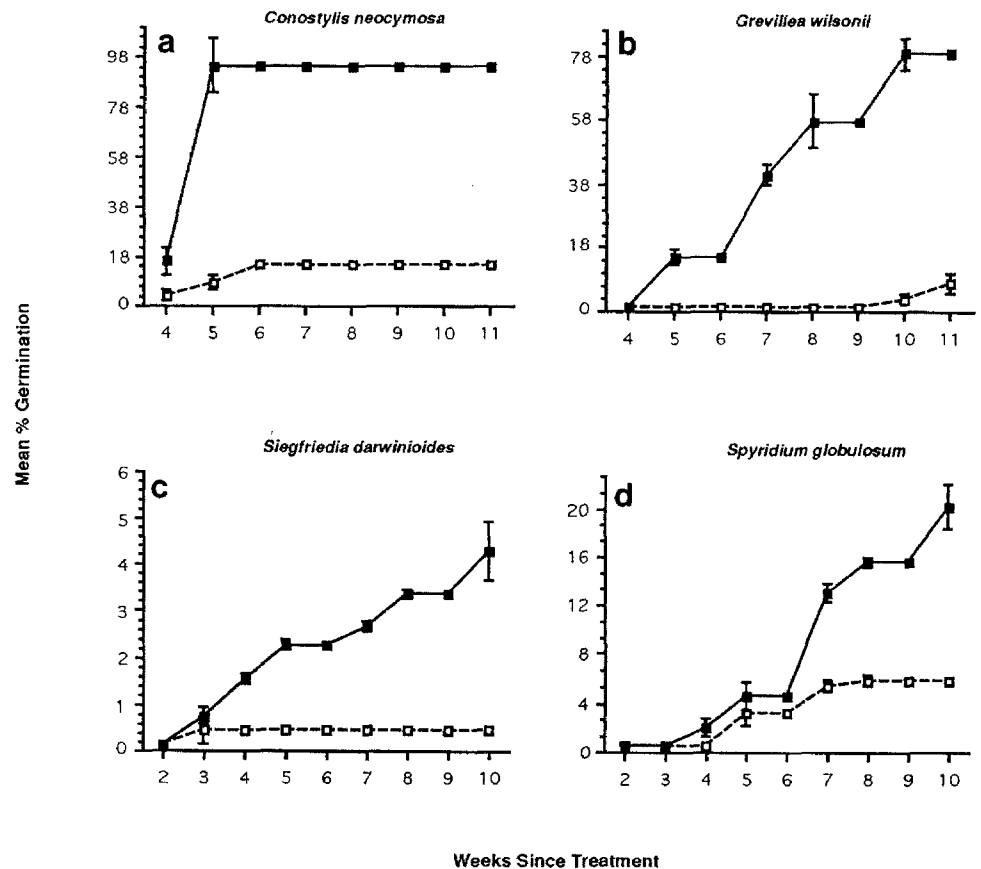 Conostylis neocymosa
a
98
78
58
38
18
0
4 5 6 7 8 9 10 11
Grevillea wilsonii
b
78
58
38
18
0
4 5 6 7 8 9 10 11
Mean % Germination
Siegfriedia darwinioides
c
6
5
4
3
2
1
0
2 3 4 5 6 7 8 9 10
Spyridium globulosum
d
20
16
12
8
4
0
2 3 4 5 6 7 8 9 10
Weeks Since Treatment